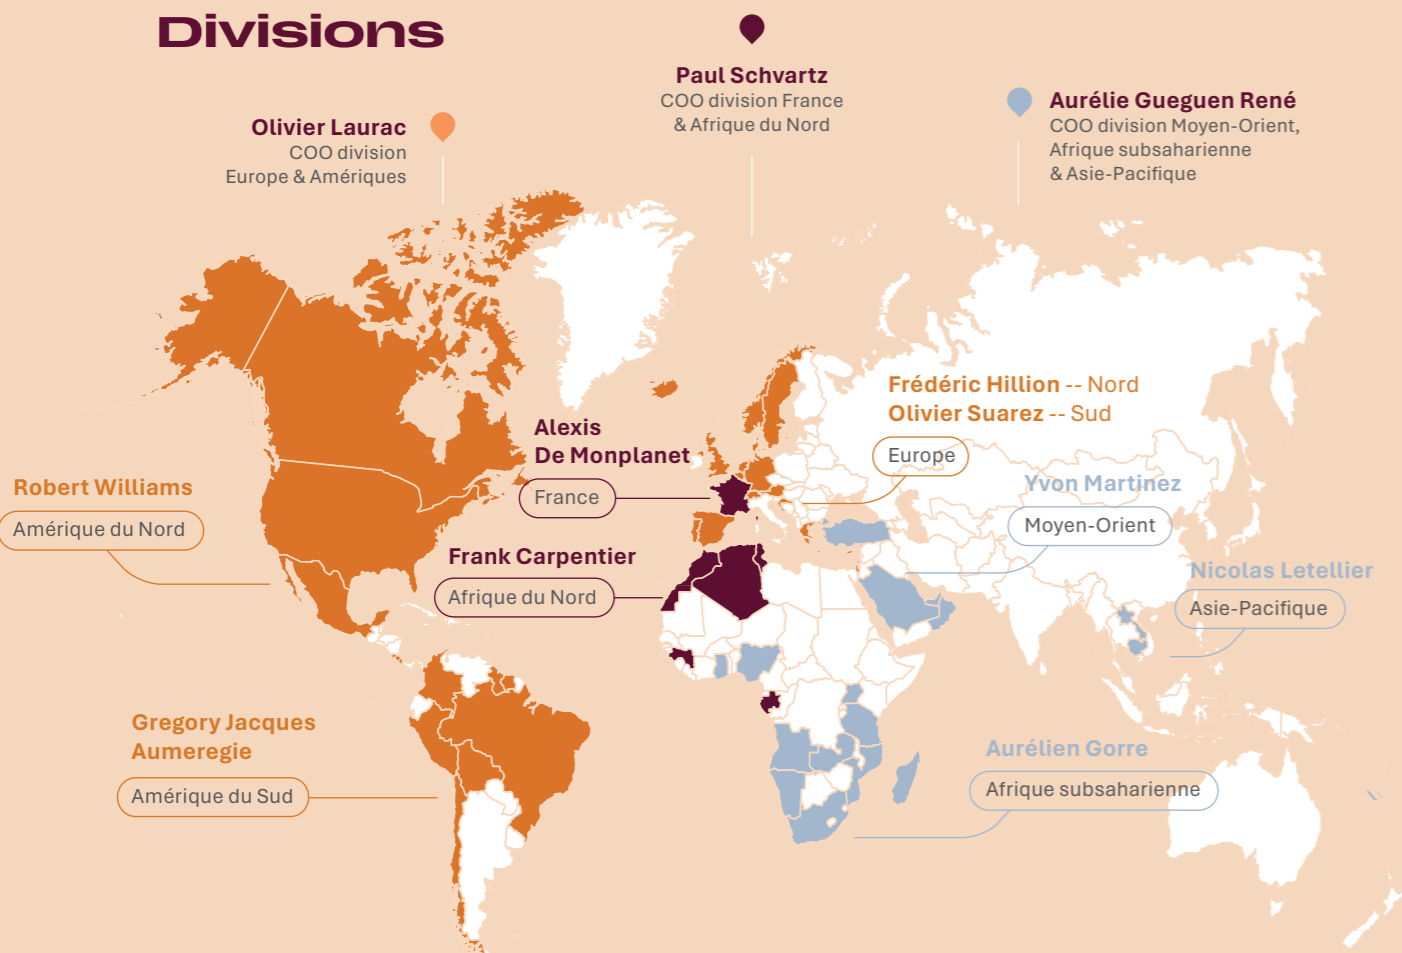 Divisions
Paul Schvartz
COO division France
& Afrique du Nord
Aurélie Gueguen René
COO division Moyen-Orient,
Afrique subsaharienne
& Asie-Pacifique
Olivier Laurac
COO division
Europe & Amériques
Frédéric Hillion -- Nord
Olivier Suarez -- Sud
Europe
Alexis
De Monplanet
France
Robert Williams
Amérique du Nord
Yvon Martinez
Moyen-Orient
Frank Carpentier
Afrique du Nord
Nicolas Letellier
Asie-Pacifique
Gregory Jacques
Aumeregie
Amérique du Sud
Aurélien Gorre
Afrique subsaharienne